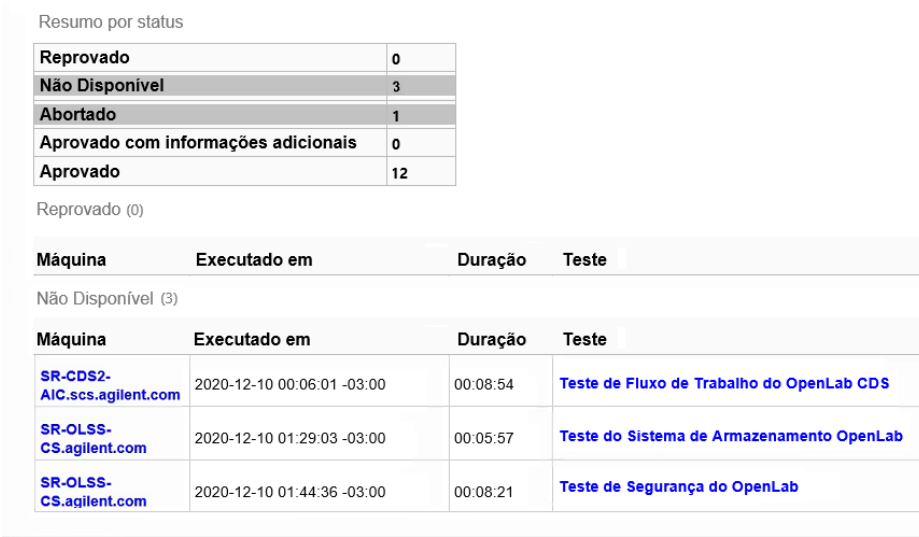 Resumo por status
Reprovado 0
Não Disponível 3
Abortado 1
Aprovado com informações adicionais 0
Aprovado 12
Reprovado (0)
Máquina Executado em Duração Teste
Não Disponível (3)
Máquina Executado em Duração Teste
SR-CDS2-
AIC.scs.agilent.com 2020-12-10 00:06:01 -03:00 00:08:54 Teste de Fluxo de Trabalho do OpenLab CDS
SR-OLSS-
CS.agilent.com 2020-12-10 01:29:03 -03:00 00:05:57 Teste do Sistema de Armazenamento OpenLab
SR-OLSS-
CS.agilent.com 2020-12-10 01:44:36 -03:00 00:08:21 Teste de Segurança do OpenLab